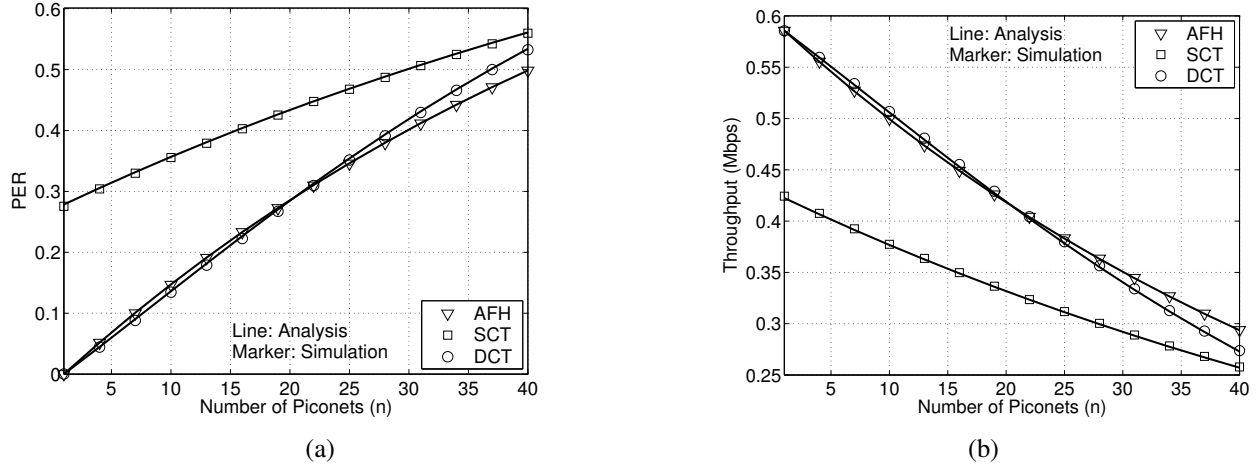 0.6
0.5
0.4
0.3
0.2
0.1
0
PER
5 10 15 20 25 30 35 40
Number of Piconets (n)
Line: Analysis
Marker: Simulation
AFH
SCT
DCT
(a)
0.6
0.55
0.5
0.45
0.4
0.35
0.3
0.25
Throughput (Mbps)
5 10 15 20 25 30 35 40
Number of Piconets (n)
Line: Analysis
Marker: Simulation
AFH
SCT
DCT
(b)